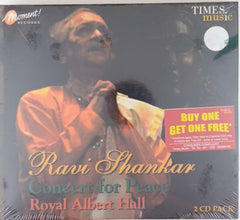 Moment!
RECORDS
TIMES
music
BUY ONE
GET ONE FREE*
Ravi Shankar
Concert for Peace
Royal Albert Hall
2 CD PACK